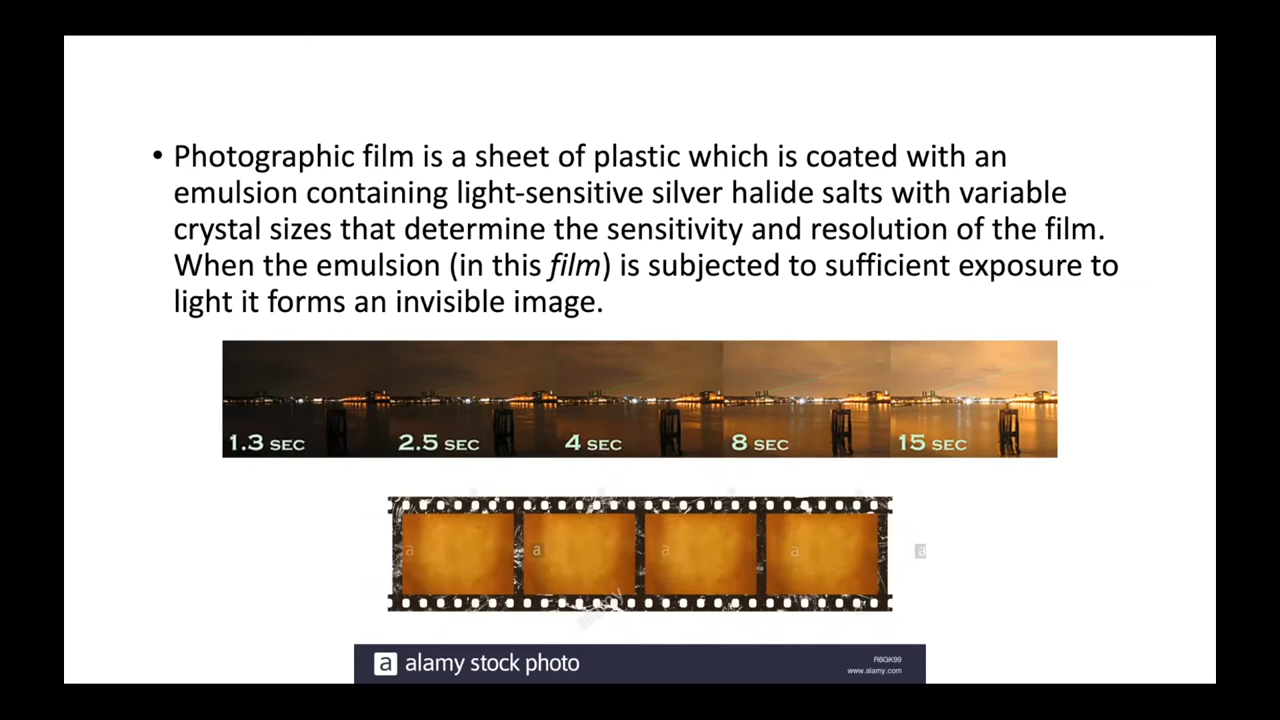 • Photographic film is a sheet of plastic which is coated with an
emulsion containing light-sensitive silver halide salts with variable
crystal sizes that determine the sensitivity and resolution of the film.
When the emulsion (in this film) is subjected to sufficient exposure to
light it forms an invisible image.
1.3 SEC 2.5 SEC 4 SEC 8 SEC 15 SEC
a a a a a
alamy
a alamy stock photo
R6GK99
www.alamy.com